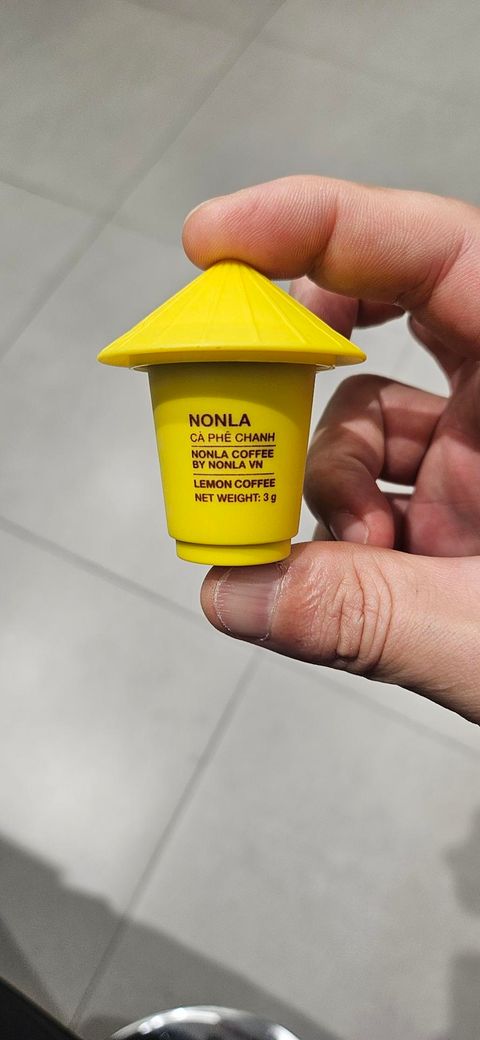 NONLA
CÀ PHÊ CHANH
NONLA COFFEE
BY NONLA VN
LEMON COFFEE
NET WEIGHT: 3 g